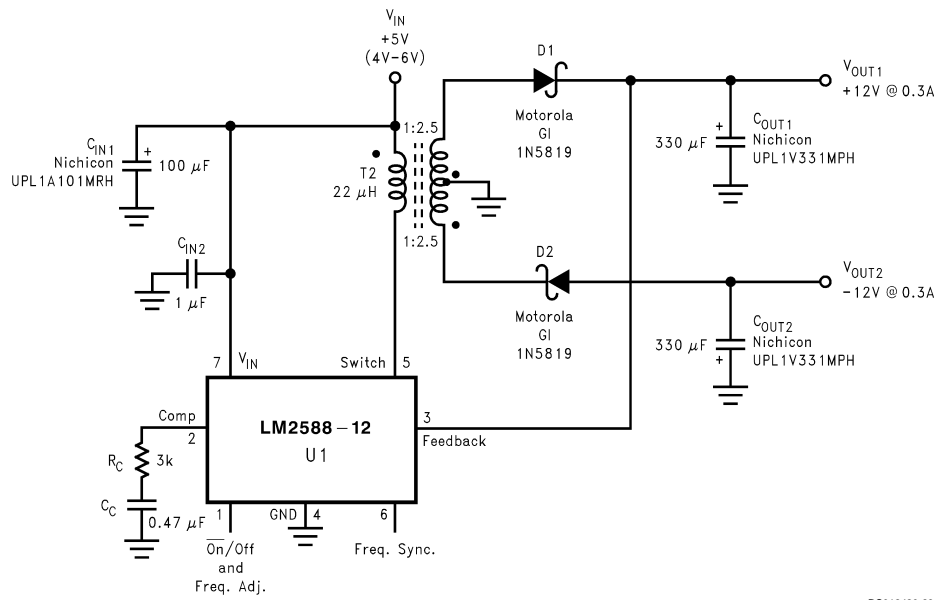 V_IN
+5V
(4V-6V)
D1
V_OUT1
+12V @ 0.3A
Motorola
GI
1N5819
C_OUT1
330 μF +
Nichicon
UPL1V331MPH
C_IN1
Nichicon
UPL1A101MRH
+
100 μF
1:2.5
T2
22 μH
1:2.5
C_IN2
1 μF
D2
V_OUT2
-12V @ 0.3A
Motorola
GI
1N5819
C_OUT2
330 μF
+
Nichicon
UPL1V331MPH
7
V_IN
Switch
5
Comp
2
LM2588-12
U1
3
Feedback
R_C
3k
C_C
0.47 μF
1
GND
4
6
On/Off
and
Freq. Adj.
Freq. Sync.